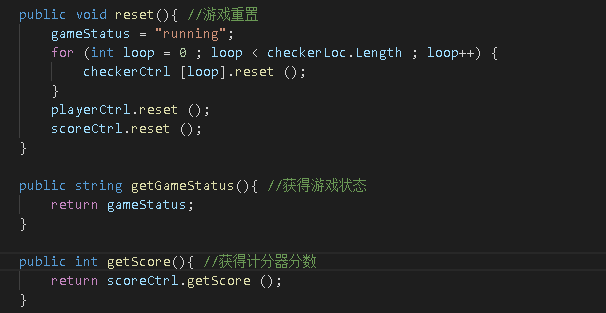 public void reset(){ //游戏重置
    gameStatus = "running";
    for (int loop = 0 ; loop < checkerLoc.Length ; loop++) {
        checkerCtrl [loop].reset ();
    }
    playerCtrl.reset ();
    scoreCtrl.reset ();
}

public string getGameStatus(){ //获得游戏状态
    return gameStatus;
}

public int getScore(){ //获得计分器分数
    return scoreCtrl.getScore ();
}